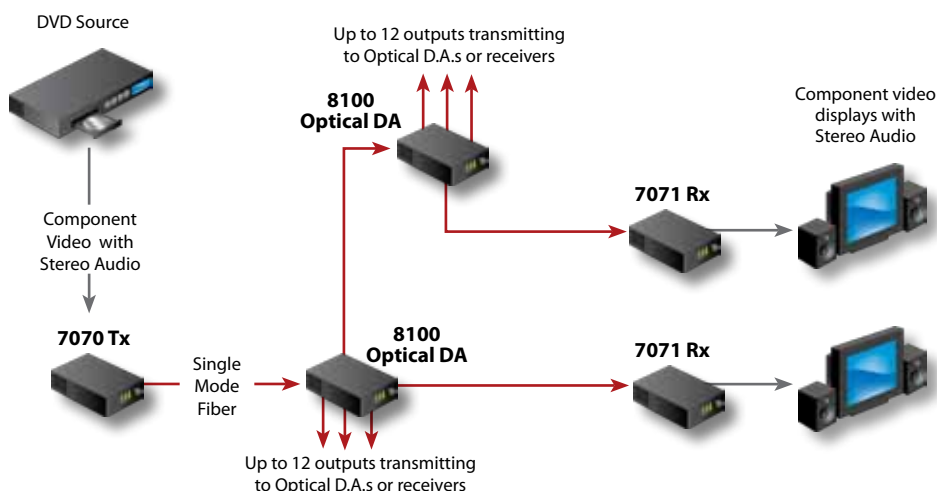 DVD Source
Up to 12 outputs transmitting
to Optical D.A.s or receivers
8100
Optical DA
Component video
displays with
Stereo Audio
Component
Video with
Stereo Audio
7071 Rx
7070 Tx
Single
Mode
Fiber
8100
Optical DA
7071 Rx
Up to 12 outputs transmitting
to Optical D.A.s or receivers